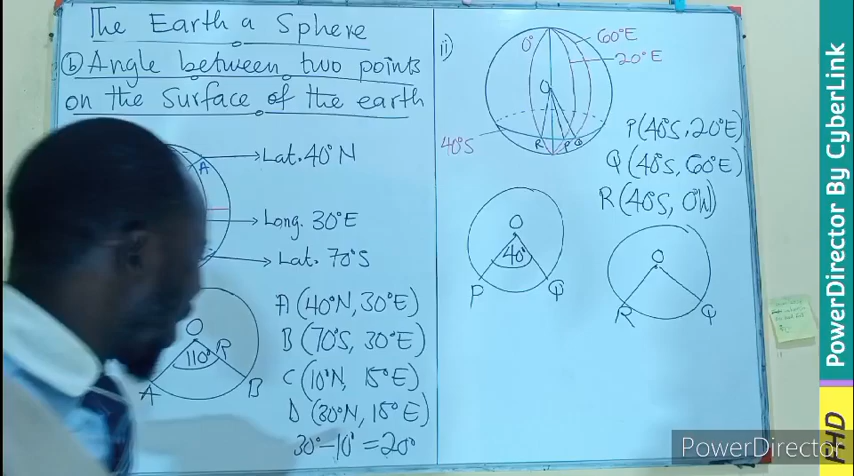 The Earth a Sphere
(b) Angle between two points
on the surface of the earth
A
Lat. 40°N
Long. 30°E
Lat. 70°S
O
110°
R
A
B
A (40°N, 30°E)
B (70°S, 30°E)
C (10°N, 15°E)
D (30°N, 15°E)
30° - 10° = 20°
ii)
0°
60°E
20°E
O
40°S
R P Q
P(40°S, 20°E)
Q (40°S, 60°E)
R (40°S, 0°W)
O
40°
P
Q
O
R
Q
PowerDirector By CyberLink
FHD
PowerDirector